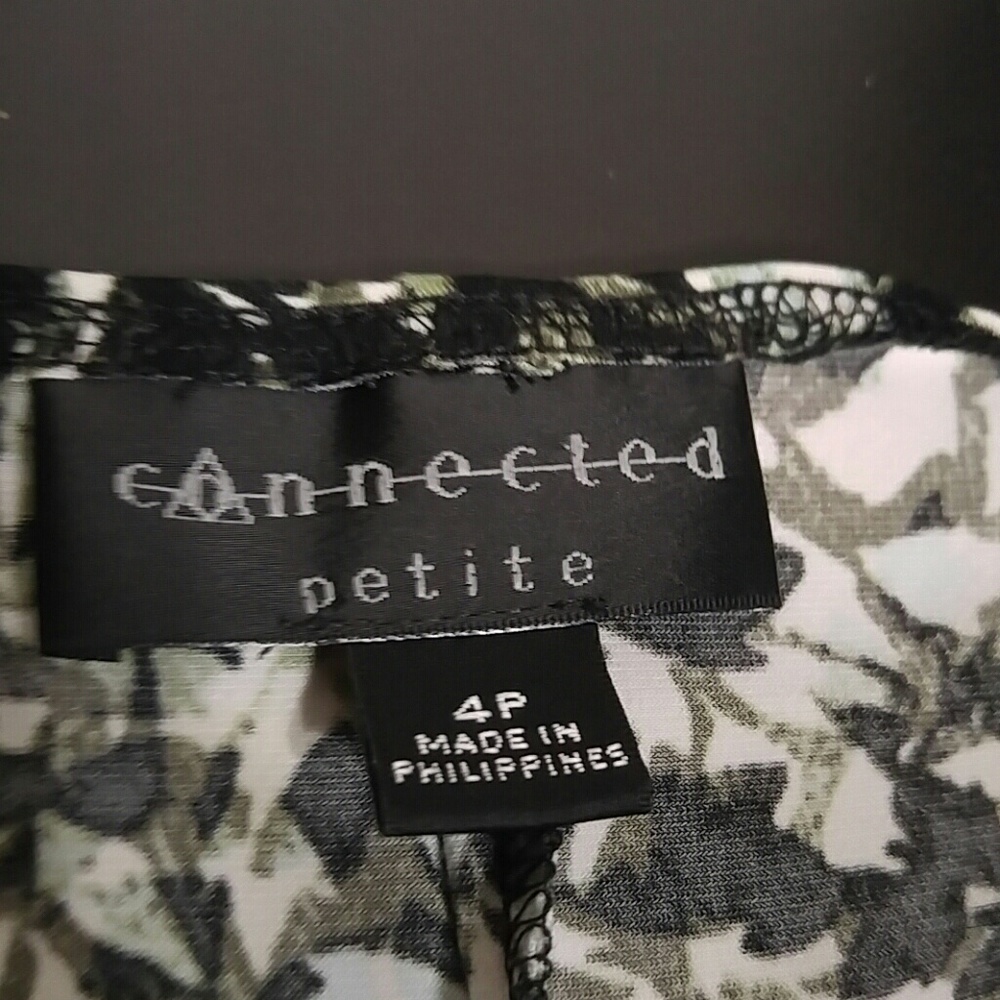 connected
petite
4P
MADE IN
PHILIPPINES